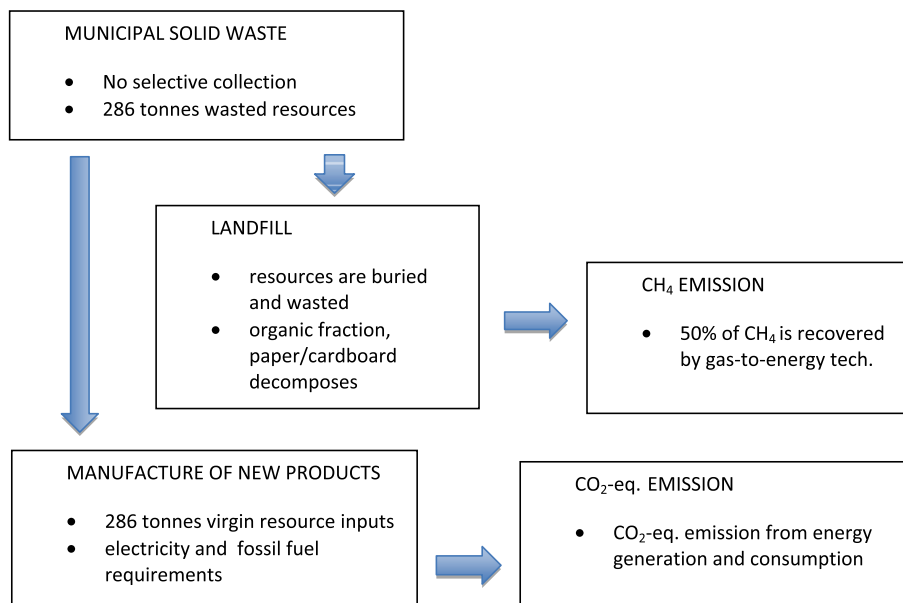 MUNICIPAL SOLID WASTE
• No selective collection
• 286 tonnes wasted resources
LANDFILL
• resources are buried
and wasted
• organic fraction,
paper/cardboard
decomposes
CH₄ EMISSION
• 50% of CH₄ is recovered
by gas-to-energy tech.
MANUFACTURE OF NEW PRODUCTS
• 286 tonnes virgin resource inputs
• electricity and fossil fuel
requirements
CO₂-eq. EMISSION
• CO₂-eq. emission from energy
generation and consumption